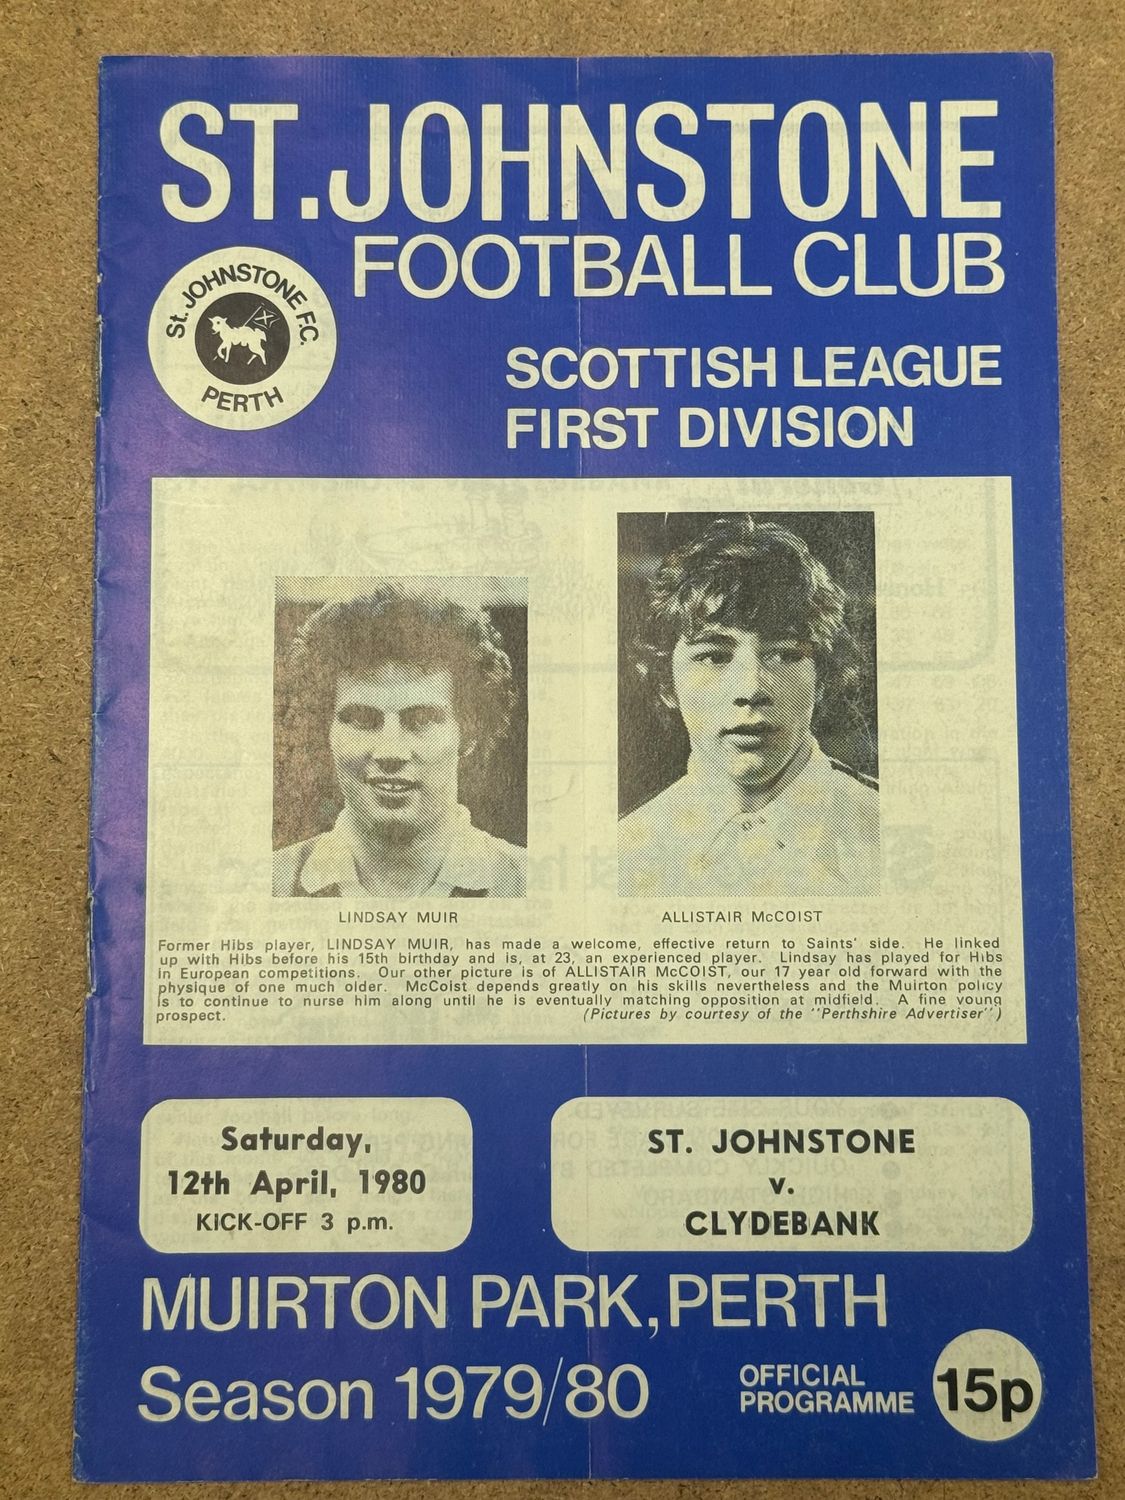 ST. JOHNSTONE
FOOTBALL CLUB
St. JOHNSTONE F.C.
PERTH
SCOTTISH LEAGUE
FIRST DIVISION
LINDSAY MUIR
ALLISTAIR McCOIST
Former Hibs player, LINDSAY MUIR, has made a welcome, effective return to Saints' side. He linked
up with Hibs before his 15th birthday and is, at 23, an experienced player. Lindsay has played for Hibs
in European competitions. Our other picture is of ALLISTAIR McCOIST, our 17 year old forward with the
physique of one much older. McCoist depends greatly on his skills nevertheless and the Muirton policy
is to continue to nurse him along until he is eventually matching opposition at midfield. A fine young
prospect. (Pictures by courtesy of the "Perthshire Advertiser")
Saturday,
12th April, 1980
KICK-OFF 3 p.m.
ST. JOHNSTONE
v.
CLYDEBANK
MUIRTON PARK, PERTH
Season 1979/80
OFFICIAL
PROGRAMME
15p